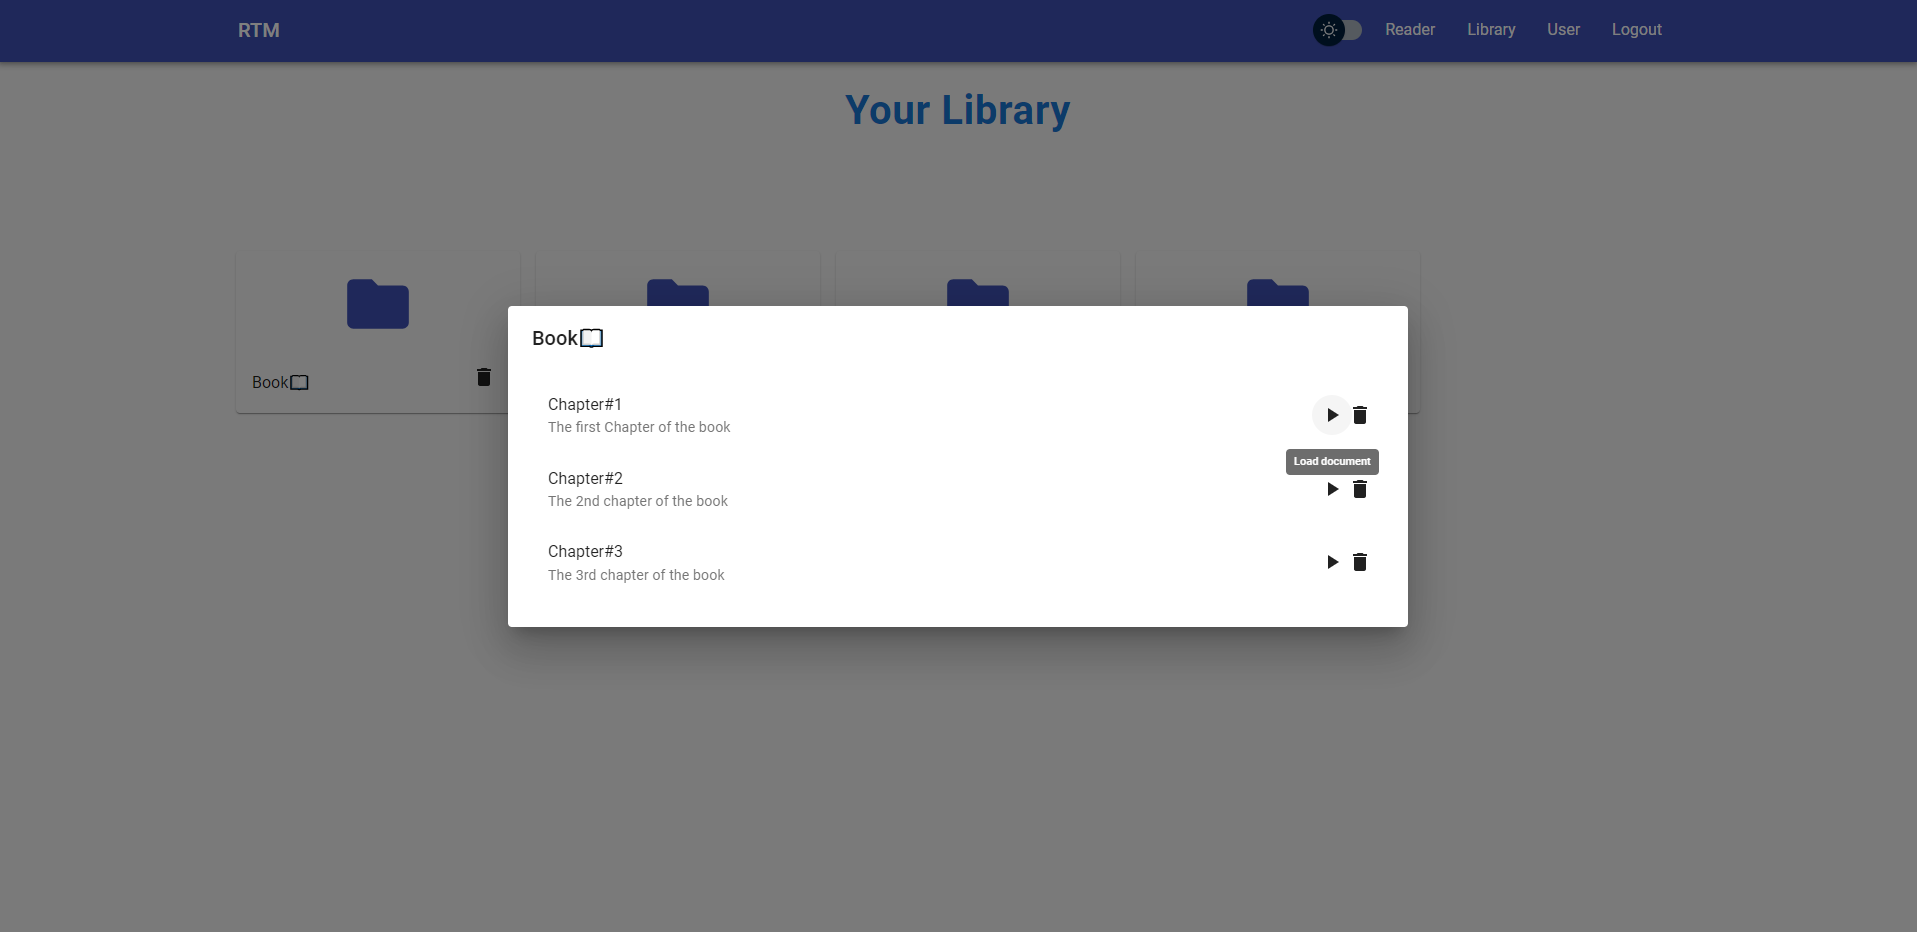 RTM
Reader Library User Logout
Your Library
Book📖
Book📖
Chapter#1
The first Chapter of the book
Load document
Chapter#2
The 2nd chapter of the book
Chapter#3
The 3rd chapter of the book